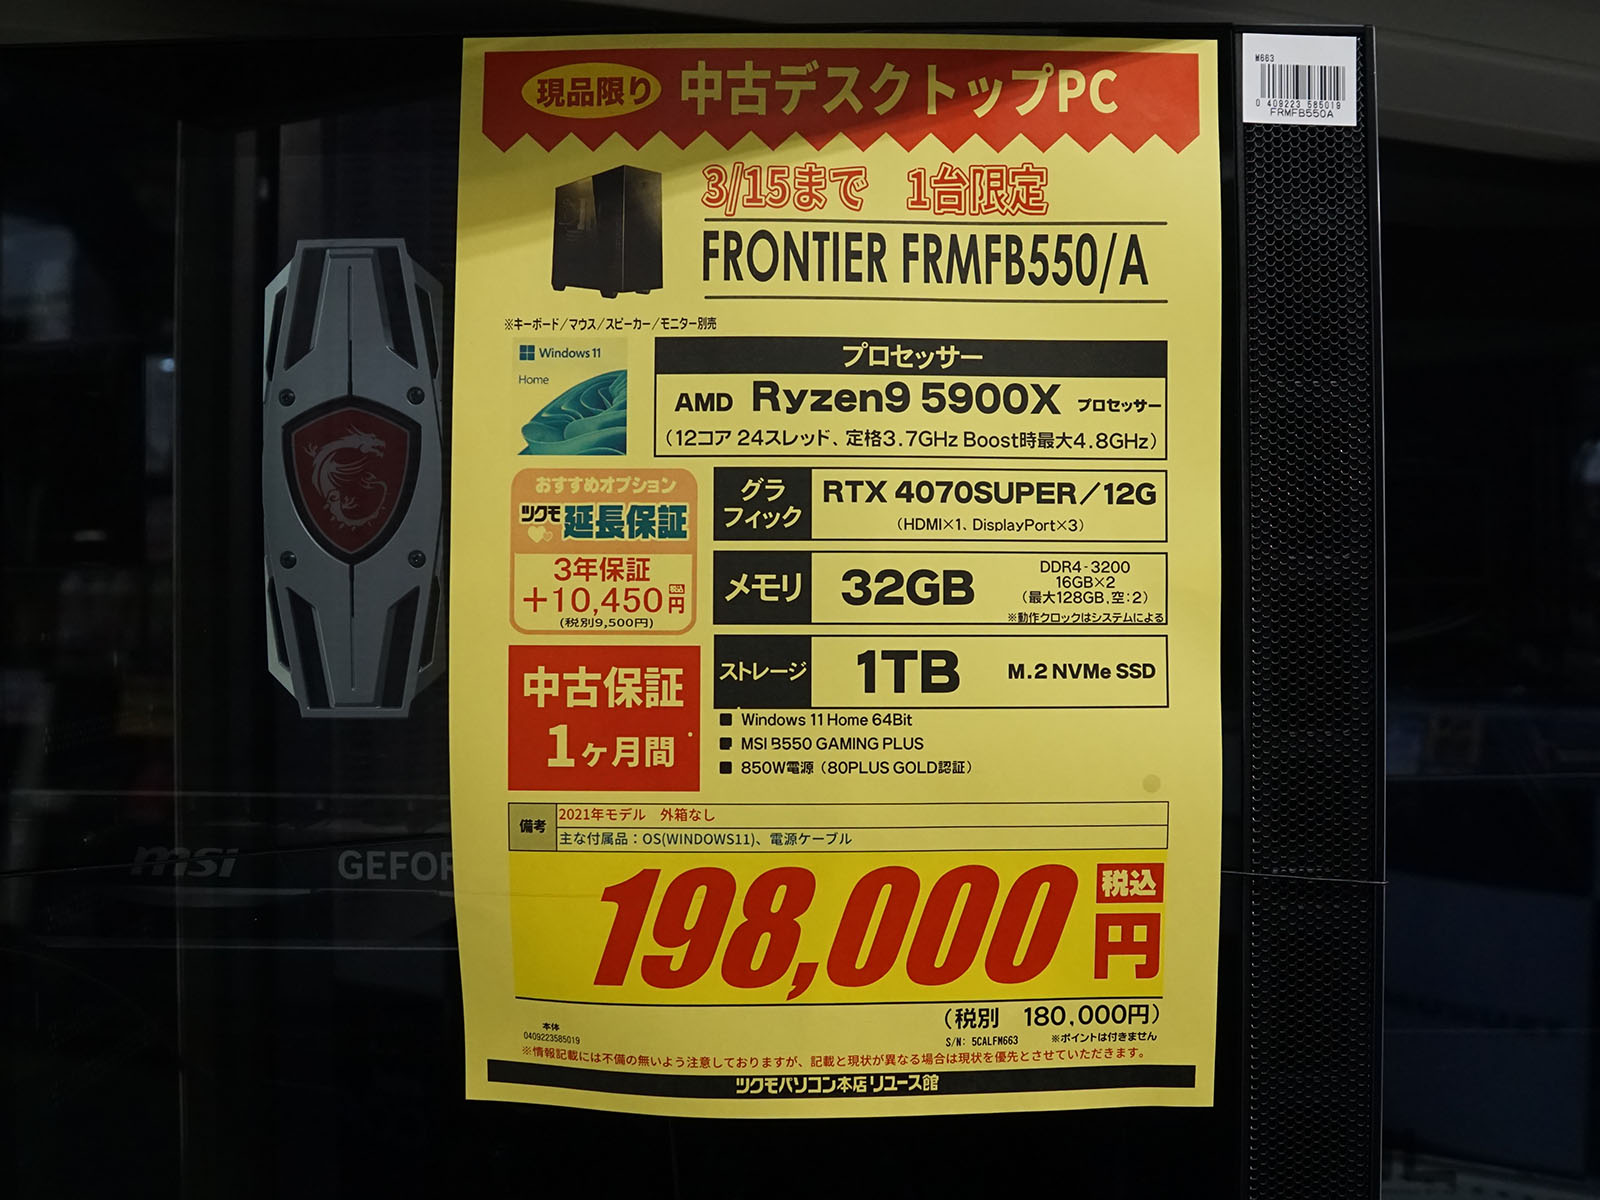 現品限り 中古デスクトップPC
M663
0 409223 585019
FRMFB550A
3/15まで 1台限定
FRONTIER FRMFB550/A
※キーボード/マウス/スピーカー/モニター別売
Windows 11
Home
プロセッサー
AMD Ryzen9 5900X プロセッサー
(12コア 24スレッド、定格3.7GHz Boost時最大4.8GHz)
おすすめオプション
ツクモ 延長保証
3年保証
+10,450円 税込
(税別9,500円)
グラフィック
RTX 4070SUPER/12G
(HDMI×1、DisplayPort×3)
メモリ 32GB
DDR4-3200
16GB×2
(最大128GB,空:2)
※動作クロックはシステムによる
中古保証
1ヶ月間
ストレージ 1TB M.2 NVMe SSD
■ Windows 11 Home 64Bit
■ MSI B550 GAMING PLUS
■ 850W電源(80PLUS GOLD認証)
備考
2021年モデル 外箱なし
主な付属品:OS(WINDOWS11)、電源ケーブル
msi
GEFOR
198,000円 税込
(税別 180,000円)
本体
0409223585019
S/N: 5CALFM663 ※ポイントは付きません
※情報記載には不備の無いよう注意しておりますが、記載と現状が異なる場合は現状を優先とさせていただきます。
ツクモパソコン本店 リユース館